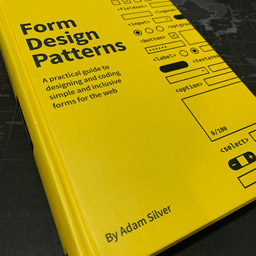 Form
Design
Patterns
A practical guide to
designing and coding
simple and inclusive
forms for the web
By Adam Silver
<fieldset>
<legend>
<input>
<button>
<label>
<textarea>
<option>
0/100
<select>